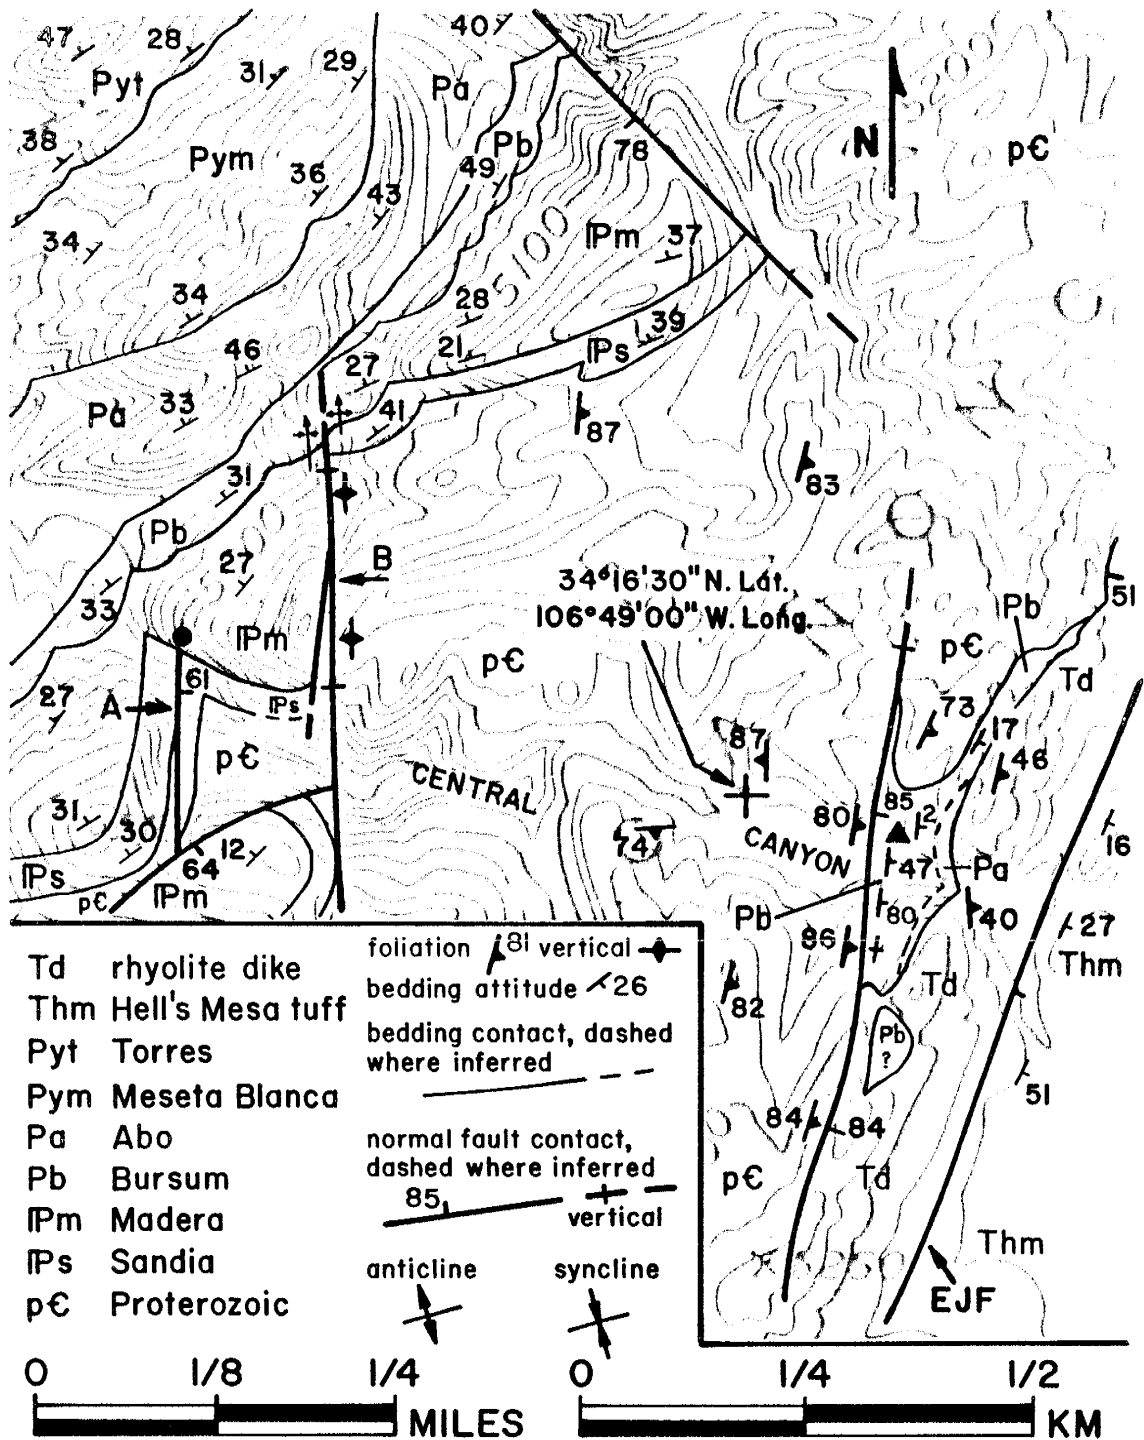 47
28
40
31
29
Pyt
Pa
38
Pym
Pb
78
N
p€
36
49
43
34
5100
ⅠPm
37
34
28
39
46
21
ⅠPs
27
Pa
33
41
87
83
31
Pb
27
B
34°16'30" N. Lat.
106°49'00" W. Long.
Pb
51
33
ⅠPm
p€
p€
Td
61
27
A
ⅠPs
73
17
p€
87
46
CENTRAL
31
30
80
85
2
16
12
74
CANYON
ⅠPs
64
47
Pa
p€
ⅠPm
Pb
80
40
27
86
Thm
82
Td
Pb
?
51
84
84
p€
Td
Thm
EJF
Td rhyolite dike
Thm Hell's Mesa tuff
Pyt Torres
Pym Meseta Blanca
Pa Abo
Pb Bursum
ⅠPm Madera
ⅠPs Sandia
p€ Proterozoic
foliation 81 vertical
bedding attitude 26
bedding contact, dashed
where inferred
normal fault contact,
dashed where inferred
85
vertical
anticline syncline
0 1/8 1/4
MILES
0 1/4 1/2
KM